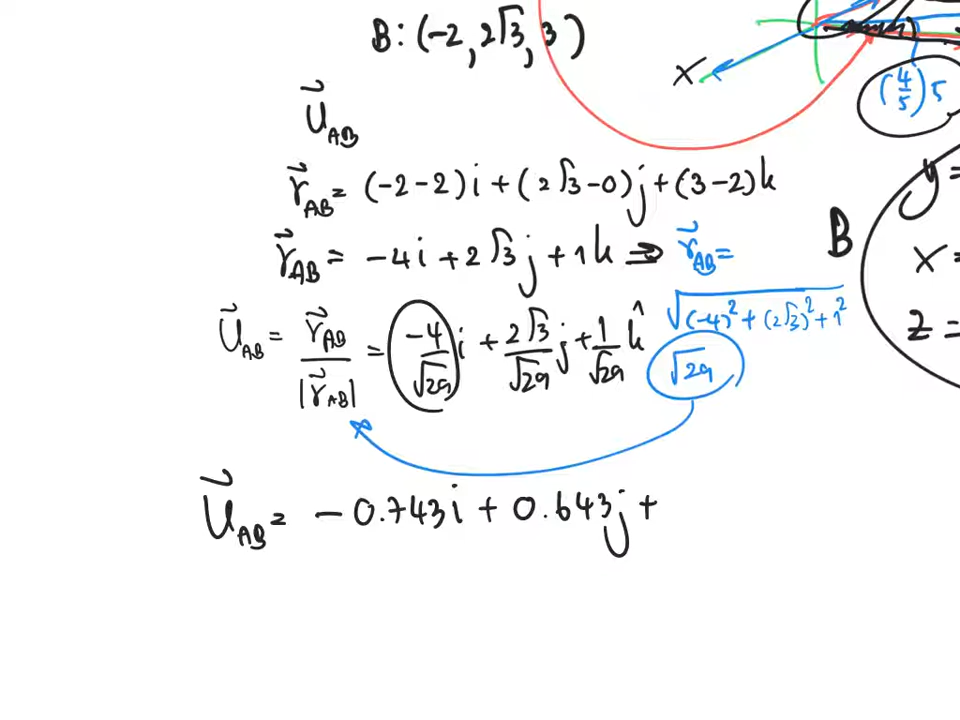 B: (-2, 2√3, 3)
X
(4/5) 5
U⃗AB
r⃗AB = (-2-2)i + (2√3-0)j + (3-2)k
y=
r⃗AB = -4i + 2√3j + 1k ⇒ r⃗AB =
B
x=
√((-4)² + (2√3)² + 1²)
z=
U⃗AB = r⃗AB/|r⃗AB| = -4/√29 i + 2√3/√29 j + 1/√29 k̂
√29
U⃗AB = -0.743i + 0.643j +